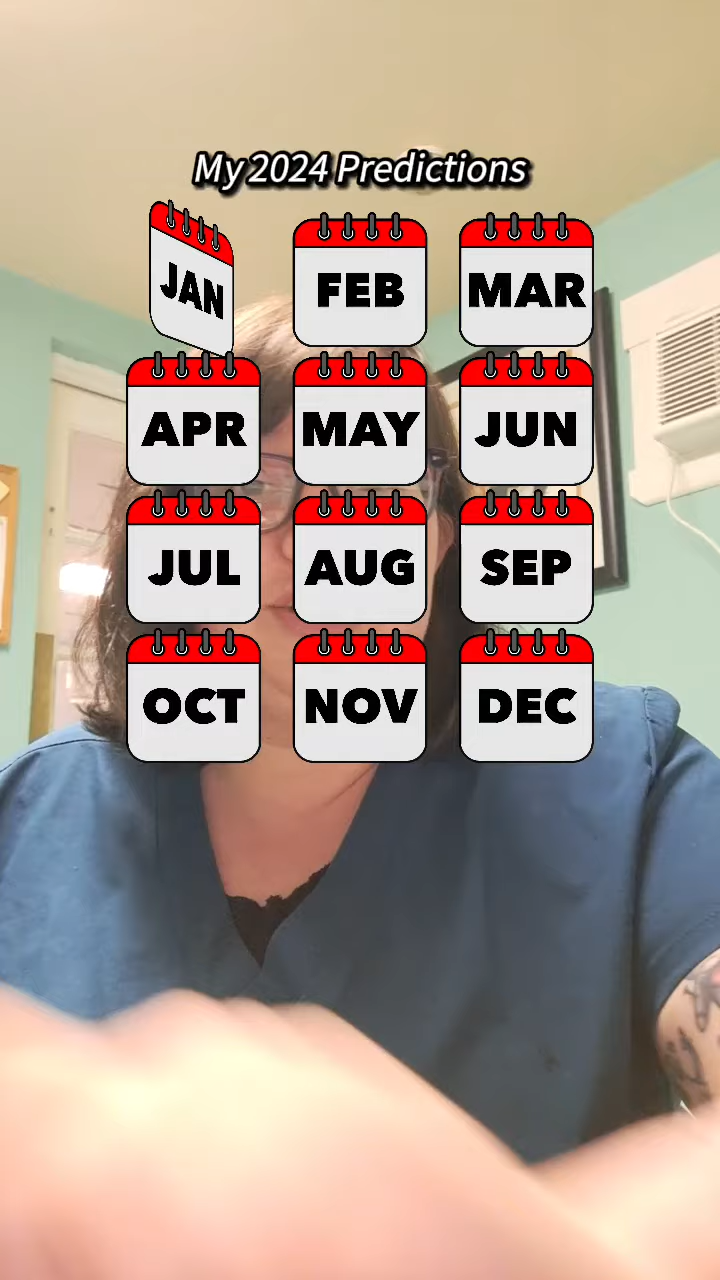 My 2024 Predictions
JAN FEB MAR
APR MAY JUN
JUL AUG SEP
OCT NOV DEC